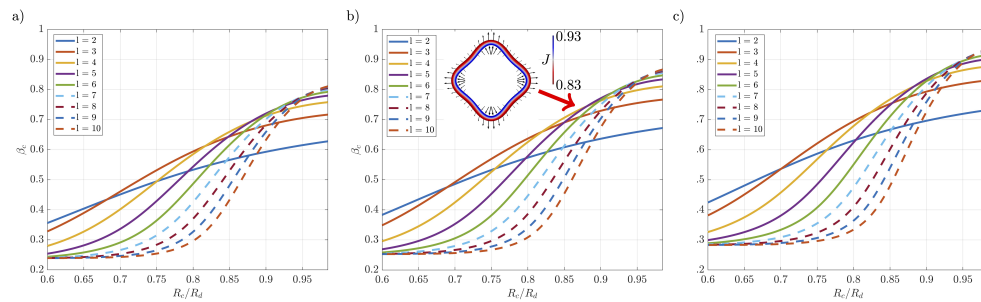 a)
β_c
1
0.9
0.8
0.7
0.6
0.5
0.4
0.3
0.2
l = 2
l = 3
l = 4
l = 5
l = 6
l = 7
l = 8
l = 9
l = 10
0.6 0.65 0.7 0.75 0.8 0.85 0.9 0.95
R_c/R_d
b)
β_c
1
0.9
0.8
0.7
0.6
0.5
0.4
0.3
0.2
l = 2
l = 3
l = 4
l = 5
l = 6
l = 7
l = 8
l = 9
l = 10
0.93
J
0.83
0.6 0.65 0.7 0.75 0.8 0.85 0.9 0.95
R_c/R_d
c)
β_c
1
0.9
0.8
0.7
0.6
0.5
0.4
0.3
0.2
l = 2
l = 3
l = 4
l = 5
l = 6
l = 7
l = 8
l = 9
l = 10
0.6 0.65 0.7 0.75 0.8 0.85 0.9 0.95
R_c/R_d